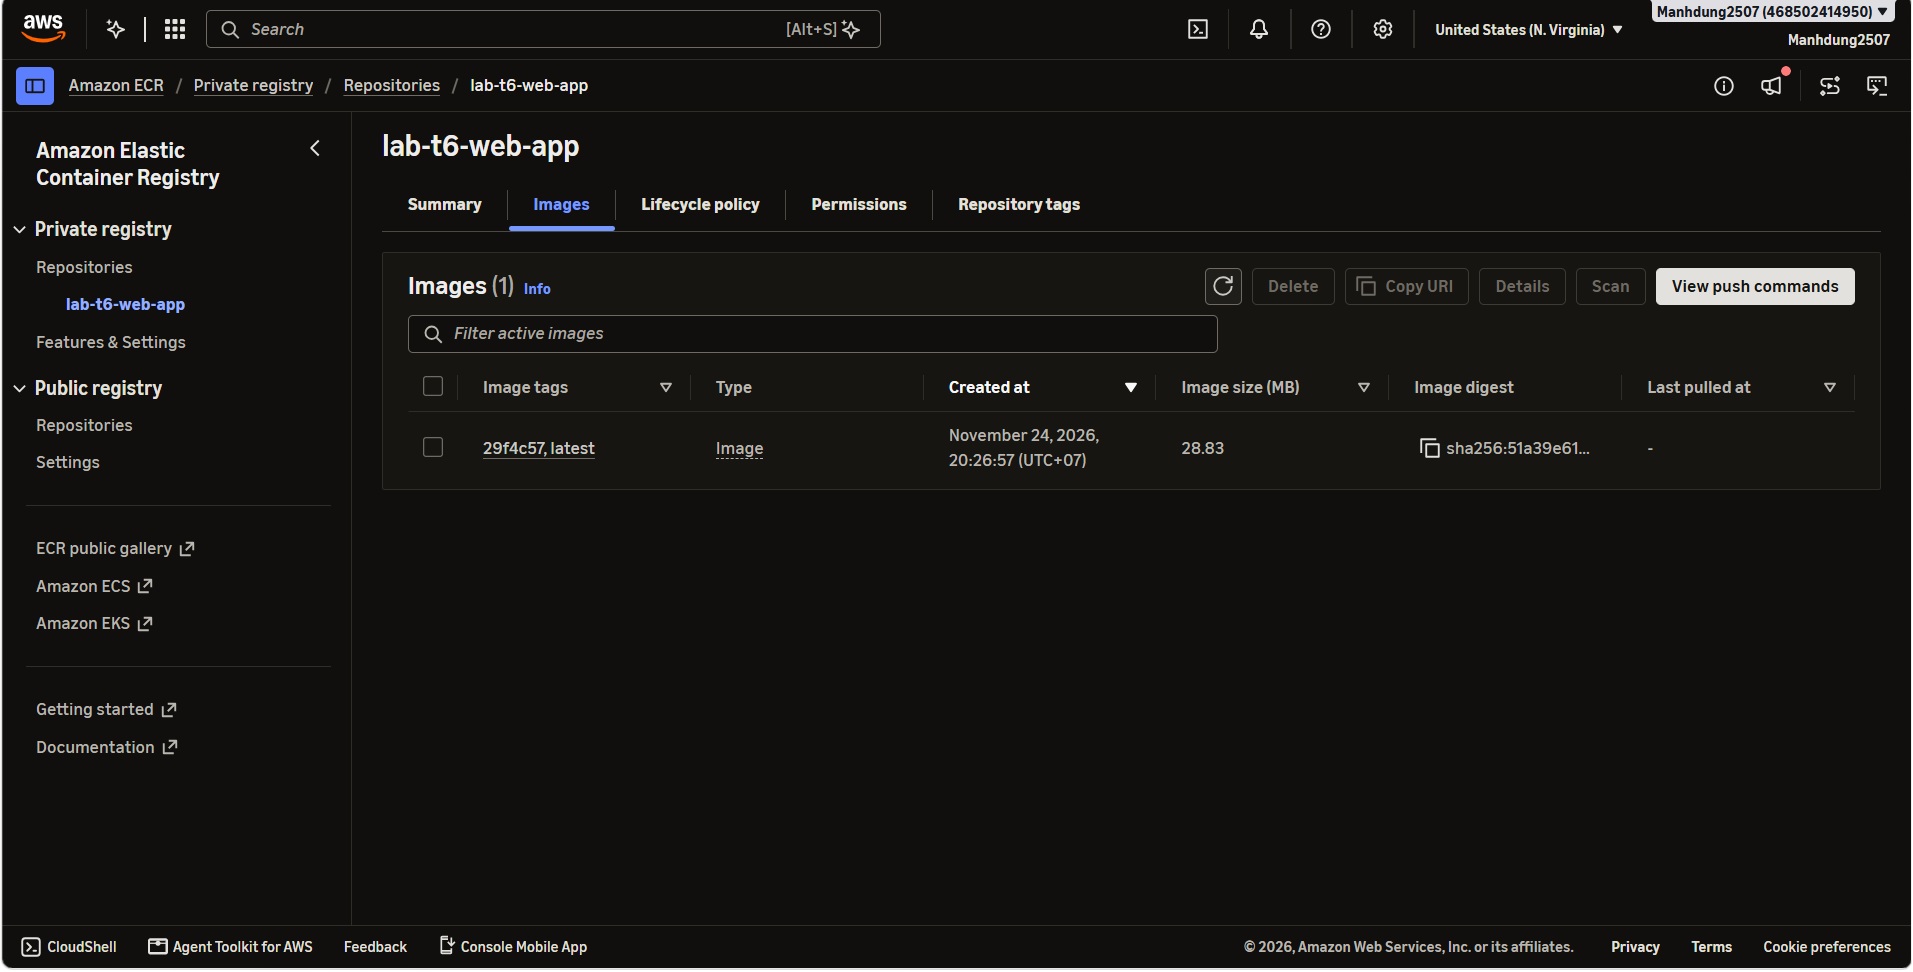 aws
Search
[Alt+S]
United States (N. Virginia)
Manhdung2507 (468502414950)
Manhdung2507
Amazon ECR / Private registry / Repositories / lab-t6-web-app
Amazon Elastic
Container Registry
Private registry
Repositories
lab-t6-web-app
Features & Settings
Public registry
Repositories
Settings
ECR public gallery
Amazon ECS
Amazon EKS
Getting started
Documentation
lab-t6-web-app
Summary
Images
Lifecycle policy
Permissions
Repository tags
Images (1) Info
Delete
Copy URI
Details
Scan
View push commands
Filter active images
Image tags
Type
Created at
Image size (MB)
Image digest
Last pulled at
29f4c57, latest
Image
November 24, 2026,
20:26:57 (UTC+07)
28.83
sha256:51a39e61...
-
CloudShell
Agent Toolkit for AWS
Feedback
Console Mobile App
© 2026, Amazon Web Services, Inc. or its affiliates.
Privacy
Terms
Cookie preferences